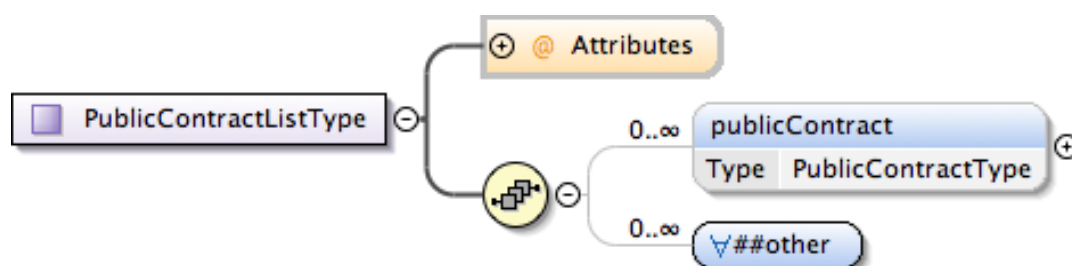 @ Attributes
PublicContractListType
0..∞
publicContract
Type PublicContractType
0..∞
∀##other